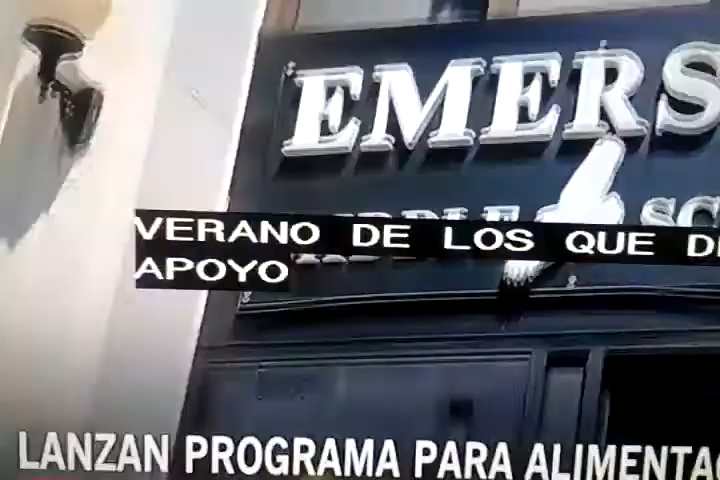 EMERS
VERANO DE LOS QUE D
APOYO
LANZAN PROGRAMA PARA ALIMENTA